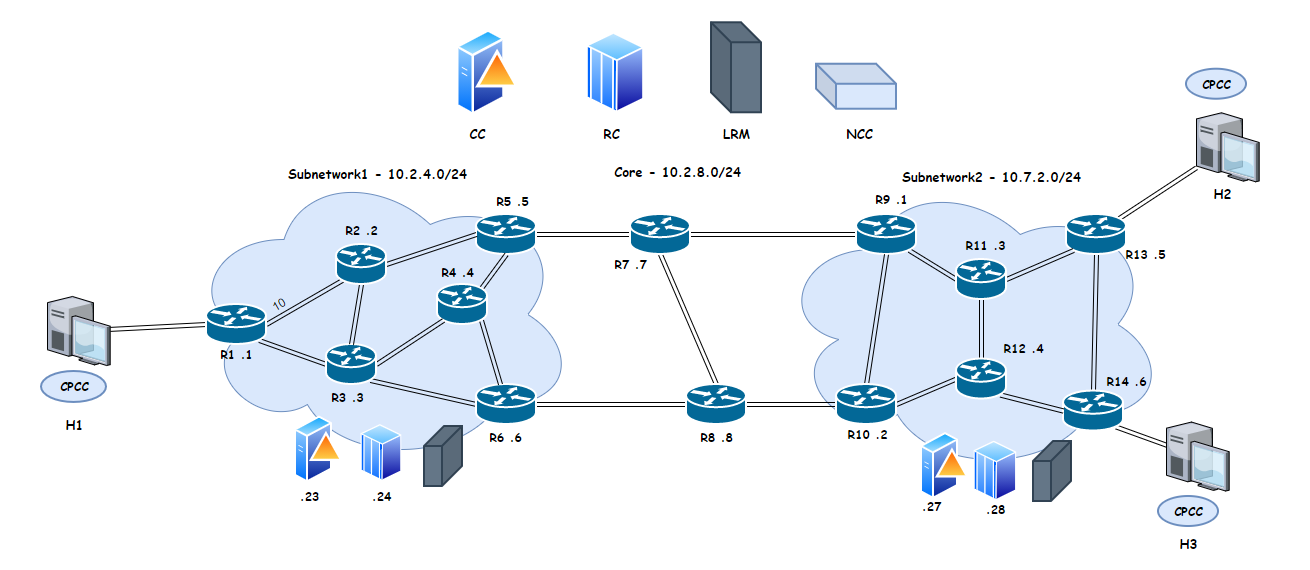 CC
RC
LRM
NCC
CPCC
H2
Subnetwork1 - 10.2.4.0/24
Core - 10.2.8.0/24
Subnetwork2 - 10.7.2.0/24
R5 .5
R9 .1
R2 .2
R7 .7
R11 .3
R13 .5
R4 .4
10
R1 .1
R3 .3
R12 .4
R14 .6
CPCC
H1
R6 .6
R8 .8
R10 .2
.23
.24
.27
.28
CPCC
H3